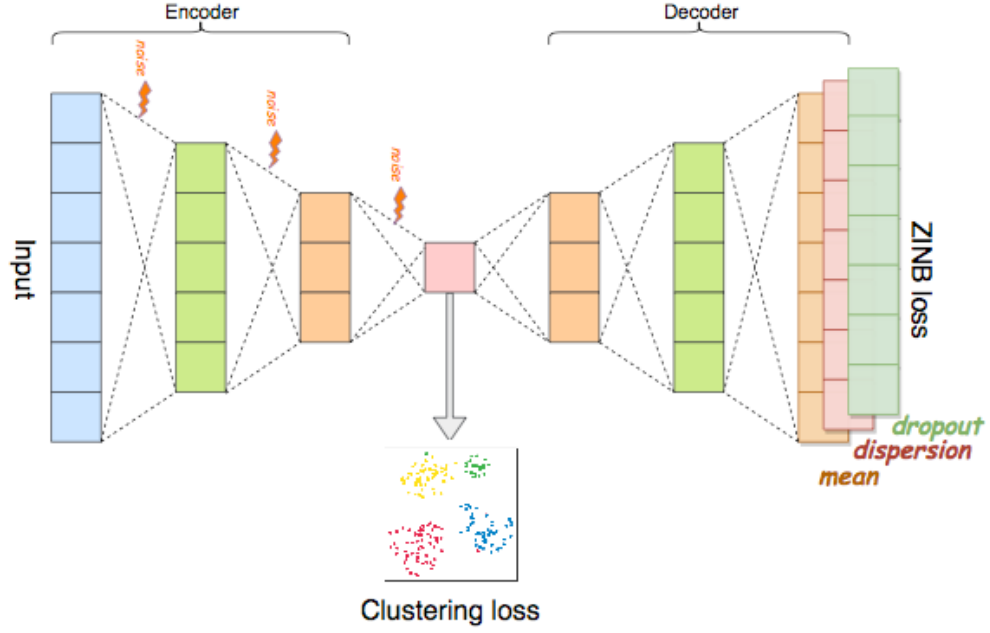 Encoder
Decoder
noise
noise
noise
Input
ZINB loss
dropout
dispersion
mean
Clustering loss